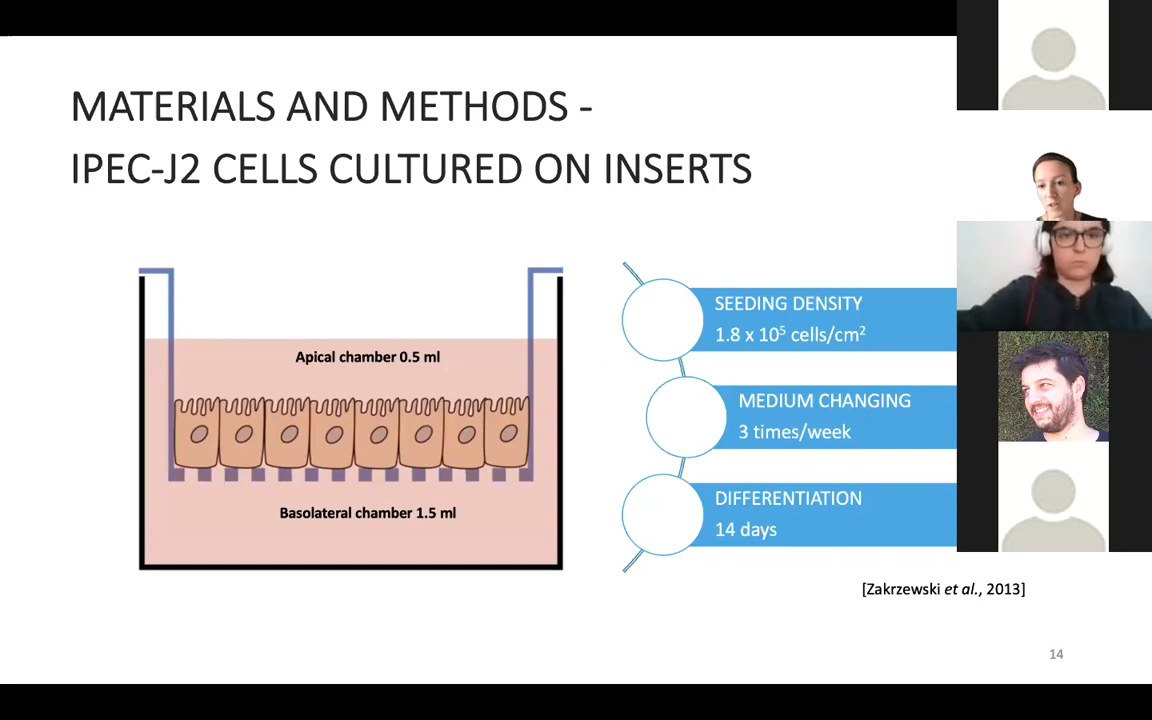 MATERIALS AND METHODS -
IPEC-J2 CELLS CULTURED ON INSERTS
Apical chamber 0.5 ml
Basolateral chamber 1.5 ml
SEEDING DENSITY
1.8 x 10⁵ cells/cm²
MEDIUM CHANGING
3 times/week
DIFFERENTIATION
14 days
[Zakrzewski et al., 2013]
14